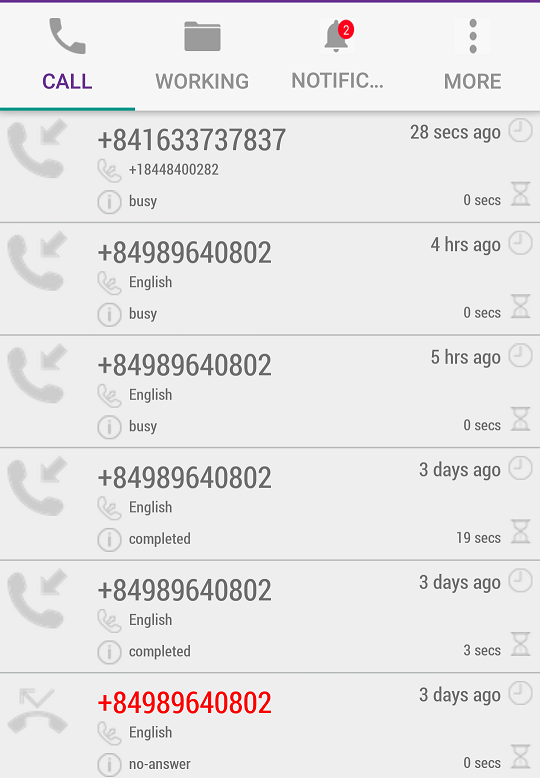 2
CALL WORKING NOTIFIC... MORE
+841633737837 28 secs ago
+18448400282
busy 0 secs
+84989640802 4 hrs ago
English
busy 0 secs
+84989640802 5 hrs ago
English
busy 0 secs
+84989640802 3 days ago
English
completed 19 secs
+84989640802 3 days ago
English
completed 3 secs
+84989640802 3 days ago
English
no-answer 0 secs